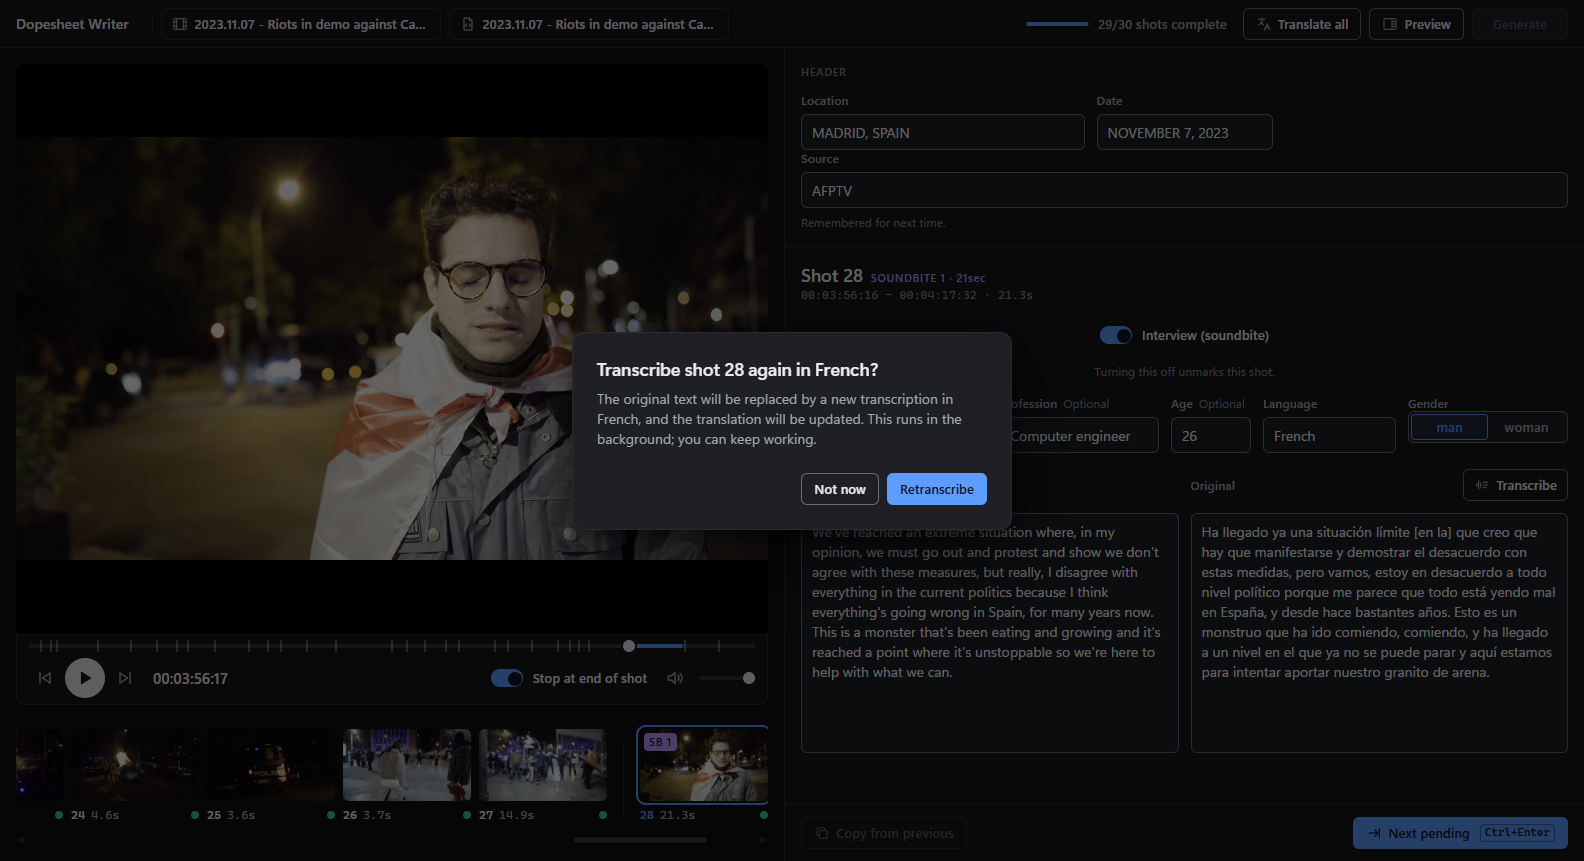 Dopesheet Writer
2023.11.07 - Riots in demo against Ca...
2023.11.07 - Riots in demo against Ca...
29/30 shots complete
Translate all
Preview
Generate
HEADER
Location
Date
MADRID, SPAIN
NOVEMBER 7, 2023
Source
AFPTV
Remembered for next time.
Shot 28 SOUNDBITE 1 · 21sec
00:03:56:16 – 00:04:17:32 · 21.3s
Interview (soundbite)
Turning this off unmarks this shot.
Transcribe shot 28 again in French?
The original text will be replaced by a new transcription in
French, and the translation will be updated. This runs in the
background; you can keep working.
Not now
Retranscribe
ofession Optional
Age Optional
Language
Gender
Computer engineer
26
French
man
woman
Original
Transcribe
We've reached an extreme situation where, in my
opinion, we must go out and protest and show we don't
agree with these measures, but really, I disagree with
everything in the current politics because I think
everything's going wrong in Spain, for many years now.
This is a monster that's been eating and growing and it's
reached a point where it's unstoppable so we're here to
help with what we can.
Ha llegado ya una situación límite [en la] que creo que
hay que manifestarse y demostrar el desacuerdo con
estas medidas, pero vamos, estoy en desacuerdo a todo
nivel político porque me parece que todo está yendo mal
en España, y desde hace bastantes años. Esto es un
monstruo que ha ido comiendo, comiendo, y ha llegado
a un nivel en el que ya no se puede parar y aquí estamos
para intentar aportar nuestro granito de arena.
00:03:56:17
Stop at end of shot
SB 1
24 4.6s
25 3.6s
26 3.7s
27 14.9s
28 21.3s
Copy from previous
Next pending Ctrl+Enter